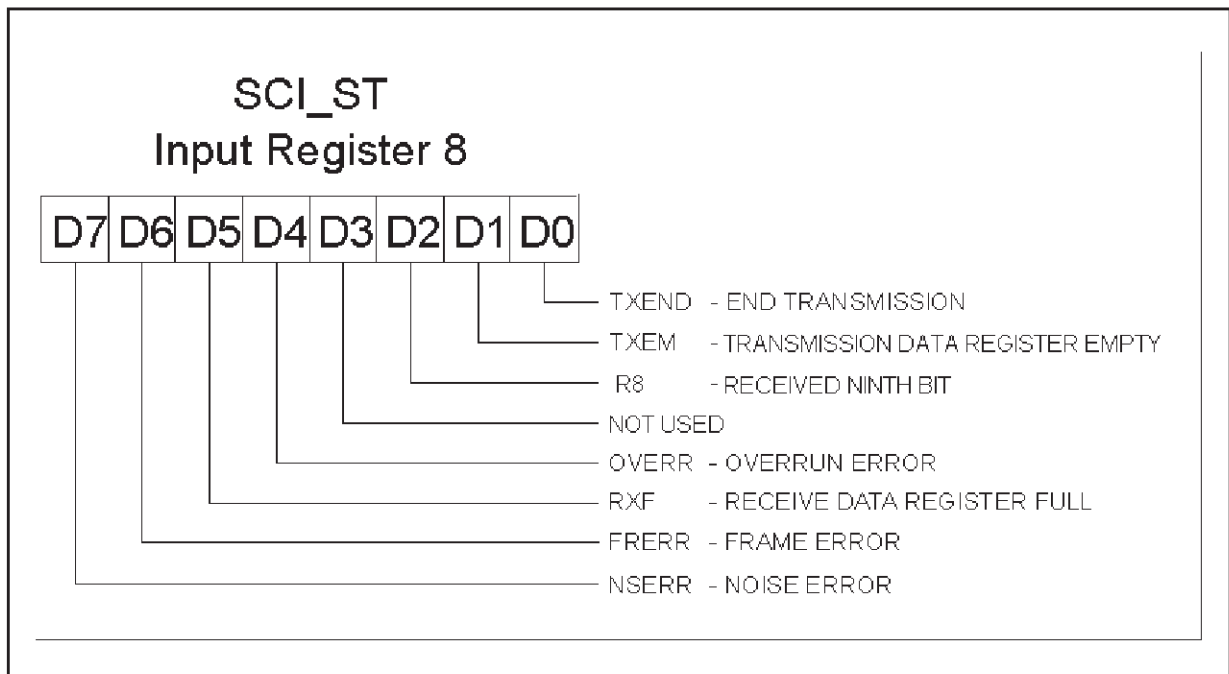 SCI_ST
Input Register 8
D7 D6 D5 D4 D3 D2 D1 D0
TXEND - END TRANSMISSION
TXEM - TRANSMISSION DATA REGISTER EMPTY
R8 - RECEIVED NINTH BIT
NOT USED
OVERR - OVERRUN ERROR
RXF - RECEIVE DATA REGISTER FULL
FRERR - FRAME ERROR
NSERR - NOISE ERROR